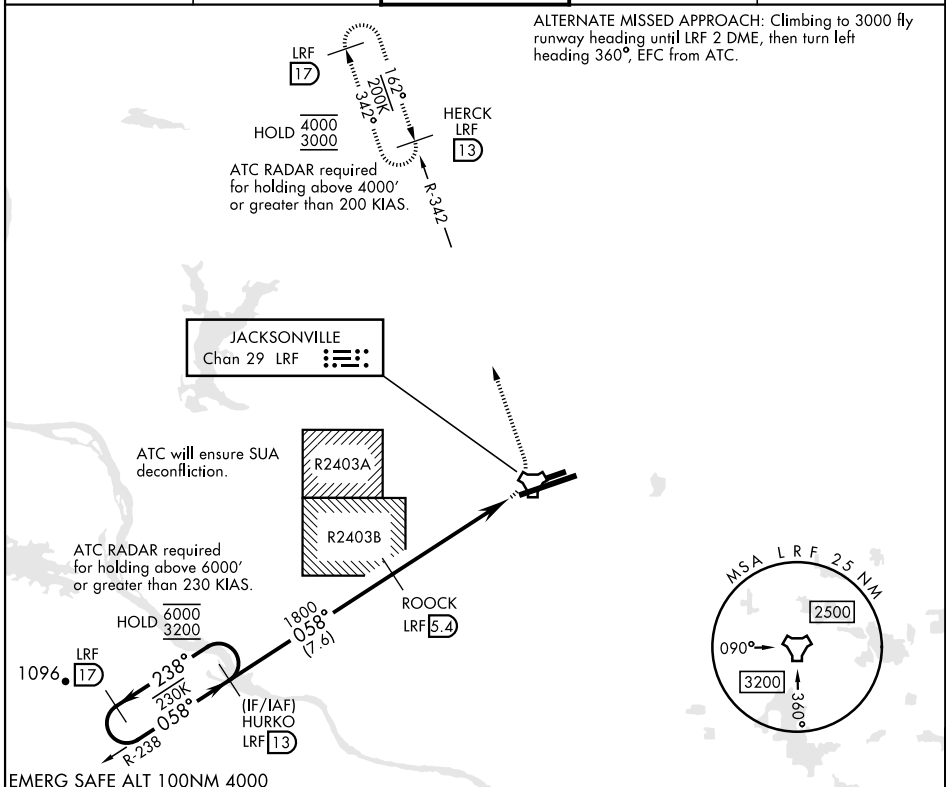 ALTERNATE MISSED APPROACH: Climbing to 3000 fly
runway heading until LRF 2 DME, then turn left
heading 360°, EFC from ATC.
LRF
17
162°
200K
342°
HERCK
LRF
13
HOLD 4000
3000
ATC RADAR required
for holding above 4000'
or greater than 200 KIAS.
R-342
JACKSONVILLE
Chan 29 LRF
ATC will ensure SUA
deconfliction.
R2403A
R2403B
ATC RADAR required
for holding above 6000'
or greater than 230 KIAS.
HOLD 6000
3200
ROOCK
LRF 5.4
1800
058°
(7.6)
1096
LRF
17
238°
230K
058°
R-238
(IF/IAF)
HURKO
LRF 13
MSA LRF 25 NM
2500
090°
3200
360°
EMERG SAFE ALT 100NM 4000